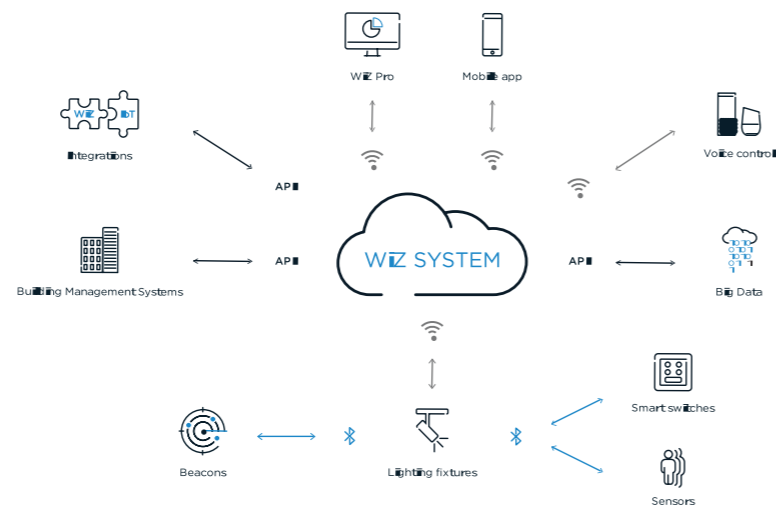 WiZ Pro
Mobile app
WiZ IoT
Integrations
Voice control
API
WiZ SYSTEM
API
API
Building Management Systems
Big Data
Smart switches
Beacons
Lighting fixtures
Sensors